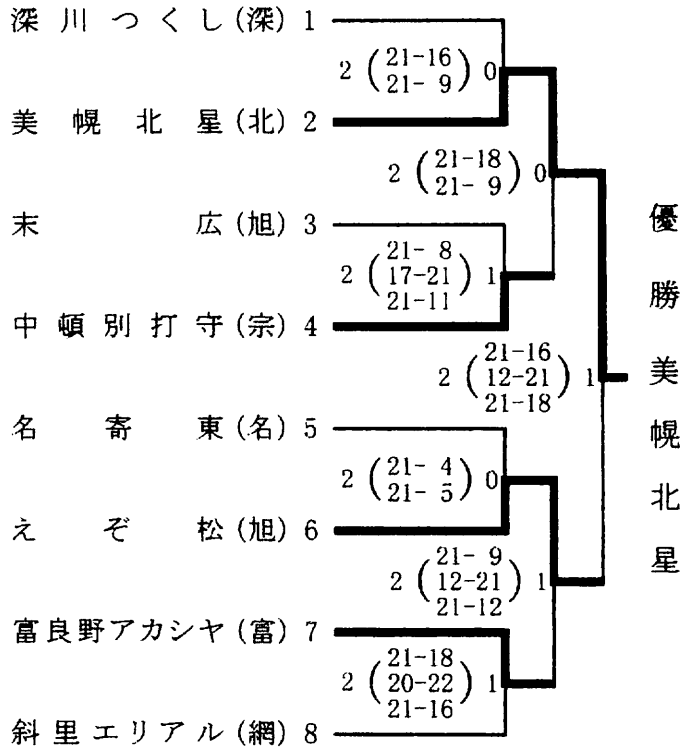 深川つくし(深) 1
2 (21-16 21- 9) 0
美幌北星(北) 2
2 (21-18 21- 9) 0
末広(旭) 3
2 (21- 8 17-21 21-11) 1
中頓別打守(宗) 4
2 (21-16 12-21 21-18) 1
名寄東(名) 5
2 (21- 4 21- 5) 0
えぞ松(旭) 6
2 (21- 9 12-21 21-12) 1
富良野アカシヤ(富) 7
2 (21-18 20-22 21-16) 1
斜里エリアル(網) 8
優勝美幌北星